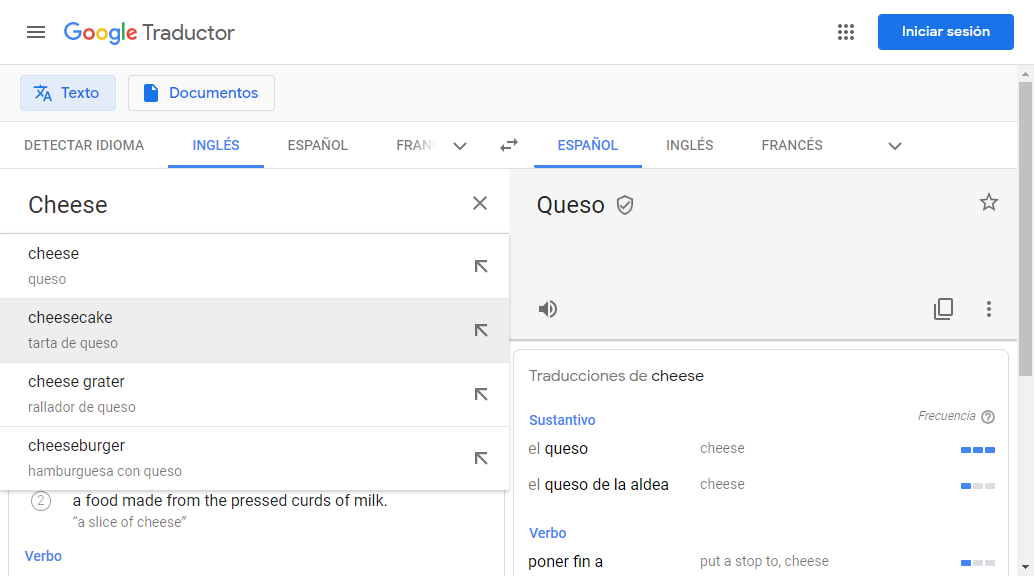 Google Traductor
Iniciar sesión
Texto
Documentos
DETECTAR IDIOMA INGLÉS ESPAÑOL FRAN
ESPAÑOL INGLÉS FRANCÉS
Cheese
cheese
queso
cheesecake
tarta de queso
cheese grater
rallador de queso
cheeseburger
hamburguesa con queso
2 a food made from the pressed curds of milk.
“a slice of cheese”
Verbo
Queso
Traducciones de cheese
Frecuencia
Sustantivo
el queso cheese
el queso de la aldea cheese
Verbo
poner fin a put a stop to, cheese